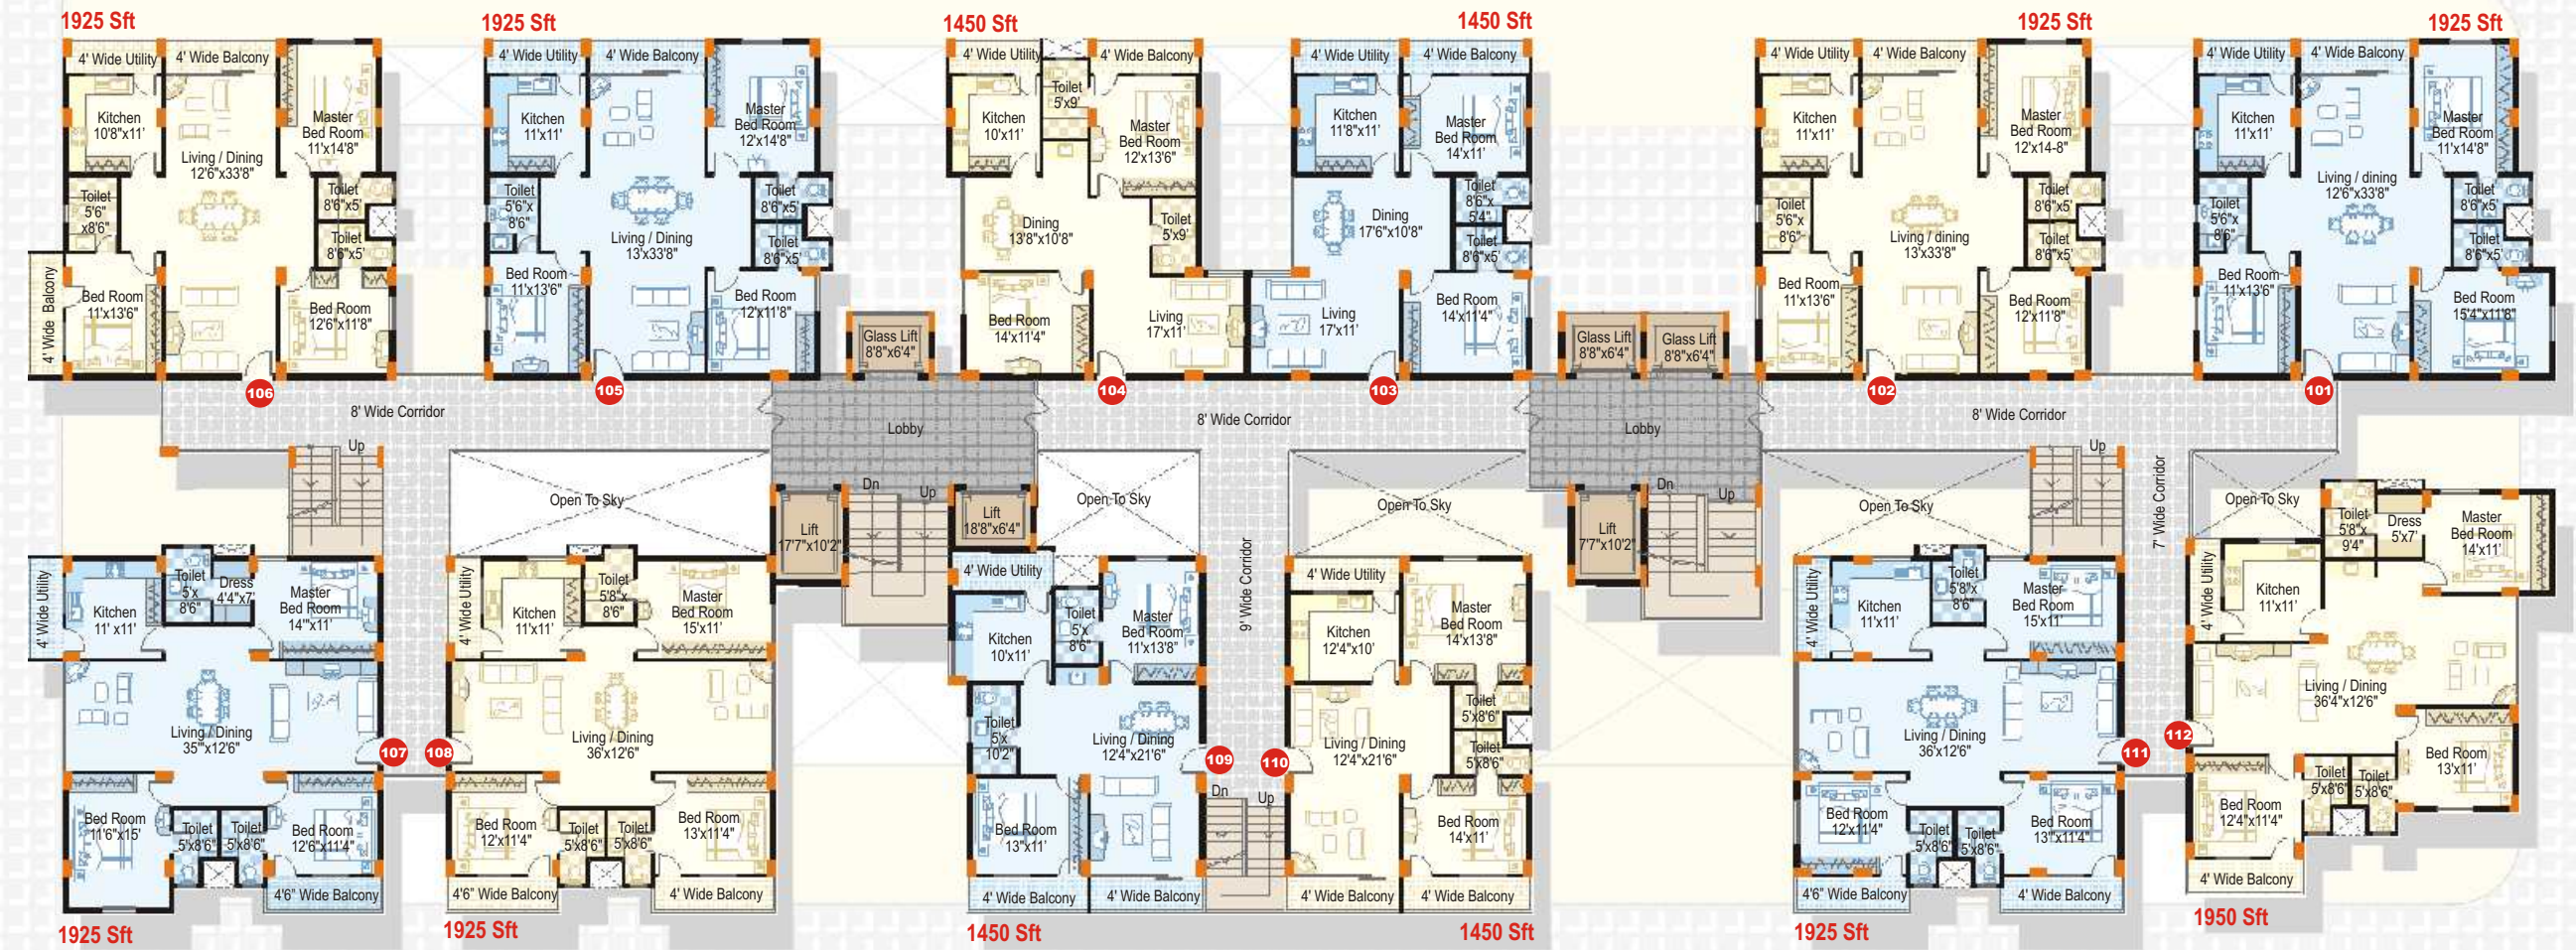 1925 Sft
4' Wide Utility
4' Wide Balcony
Kitchen
10'8"x11'
Living / Dining
12'6"x33'8"
Master
Bed Room
11'x14'8"
Toilet
5'6"
x8'6"
Toilet
8'6"x5'
Toilet
8'6"x5'
4' Wide Balcony
Bed Room
11'x13'6"
Bed Room
12'6"x11'8"
106
1925 Sft
4' Wide Utility
4' Wide Balcony
Kitchen
11'x11'
Master
Bed Room
12'x14'8"
Toilet
5'6"x
8'6"
Living / Dining
13'x33'8"
Toilet
8'6"x5'
Toilet
8'6"x5'
Bed Room
11'x13'6"
Bed Room
12'x11'8"
105
Glass Lift
8'8"x6'4"
1450 Sft
4' Wide Utility
Toilet
5'x9'
4' Wide Balcony
Kitchen
10'x11'
Master
Bed Room
12'x13'6"
Dining
13'8"x10'8"
Toilet
5'x9'
Bed Room
14'x11'4"
Living
17'x11'
104
1450 Sft
4' Wide Utility
4' Wide Balcony
Kitchen
11'8"x11'
Master
Bed Room
14'x11'
Dining
17'6"x10'8"
Toilet
8'6"x
5'4"
Toilet
8'6"x5'
Living
17'x11'
Bed Room
14'x11'4"
103
Glass Lift
8'8"x6'4"
Glass Lift
8'8"x6'4"
1925 Sft
4' Wide Utility
4' Wide Balcony
Kitchen
11'x11'
Master
Bed Room
12'x14-8"
Toilet
5'6"x
8'6"
Living / dining
13'x33'8"
Toilet
8'6"x5'
Toilet
8'6"x5'
Bed Room
11'x13'6"
Bed Room
12'x11'8"
102
1925 Sft
4' Wide Utility
4' Wide Balcony
Kitchen
11'x11'
Master
Bed Room
11'x14'8"
Living / dining
12'6"x33'8"
Toilet
5'6"x
8'6"
Toilet
8'6"x5'
Toilet
8'6"x5'
Bed Room
11'x13'6"
Bed Room
15'4"x11'8"
101
8' Wide Corridor
Lobby
8' Wide Corridor
Lobby
8' Wide Corridor
Up
Open To Sky
Lift
17'7"x10'2"
Dn
Up
Lift
18'8"x6'4"
Open To Sky
9' Wide Corridor
Open To Sky
Lift
7'7"x10'2"
Dn
Up
Open To Sky
Up
7' Wide Corridor
Open To Sky
4' Wide Utility
Kitchen
11' x11'
Toilet
5'x
8'6"
Dress
4'4"x7'
Master
Bed Room
14'"x11'
Living / Dining
35'"x12'6"
107
Bed Room
11'6"x15'
Toilet
5'x8'6"
Toilet
5'x8'6"
Bed Room
12'6"x11'4"
4'6" Wide Balcony
1925 Sft
4' Wide Utility
Kitchen
11'x11'
Toilet
5'8"x
8'6"
Master
Bed Room
15'x11'
Living / Dining
36'x12'6"
108
Bed Room
12'x11'4"
Toilet
5'x8'6"
Toilet
5'x8'6"
Bed Room
13'x11'4"
4'6" Wide Balcony
4' Wide Balcony
1925 Sft
4' Wide Utility
Kitchen
10'x11'
Toilet
5'x
8'6"
Master
Bed Room
11'x13'8"
Toilet
5'x
10'2"
Living / Dining
12'4"x21'6"
109
Bed Room
13'x11'
4' Wide Balcony
4' Wide Balcony
1450 Sft
Dn
Up
4' Wide Utility
Kitchen
12'4"x10'
Master
Bed Room
14'x13'8"
Toilet
5'x8'6"
Living / Dining
12'4"x21'6"
110
Toilet
5'x8'6"
Bed Room
14'x11'
4' Wide Balcony
4' Wide Balcony
1450 Sft
4' Wide Utility
Kitchen
11'x11'
Toilet
5'8"x
8'6"
Master
Bed Room
15'x11'
Living / Dining
36'x12'6"
111
Bed Room
12'x11'4"
Toilet
5'x8'6"
Toilet
5'x8'6"
Bed Room
13'"x11'4"
4'6" Wide Balcony
4' Wide Balcony
1925 Sft
4' Wide Utility
Kitchen
11'x11'
Toilet
5'8"x
9'4"
Dress
5'x7'
Master
Bed Room
14'x11'
Living / Dining
36'4"x12'6"
112
Bed Room
12'4"x11'4"
Toilet
5'x8'6"
Toilet
5'x8'6"
Bed Room
13'x11'
4' Wide Balcony
1950 Sft